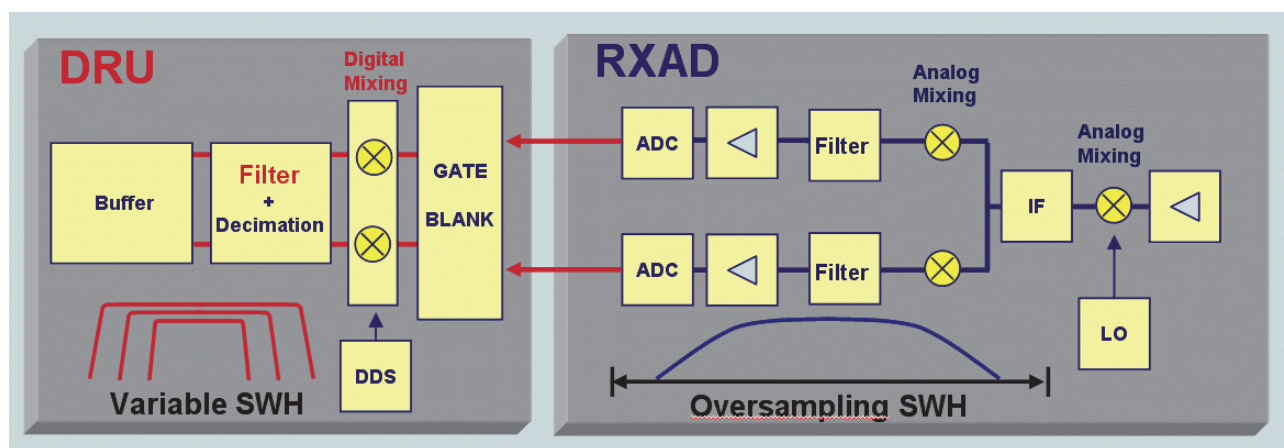 DRU
Digital
Mixing
Buffer
Filter
+
Decimation
GATE
BLANK
DDS
Variable SWH
RXAD
Analog
Mixing
Analog
Mixing
ADC
Filter
IF
ADC
Filter
LO
Oversampling SWH